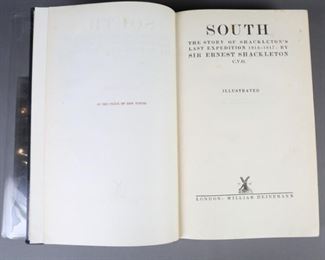 SOUTH
THE STORY OF SHACKLETON'S
LAST EXPEDITION 1914–1917: BY
SIR ERNEST SHACKLETON
C.V.O.
ILLUSTRATED
LONDON: WILLIAM HEINEMANN